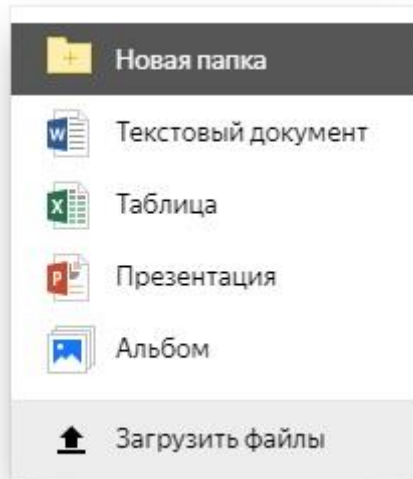 Новая папка
Текстовый документ
Таблица
Презентация
Альбом
Загрузить файлы